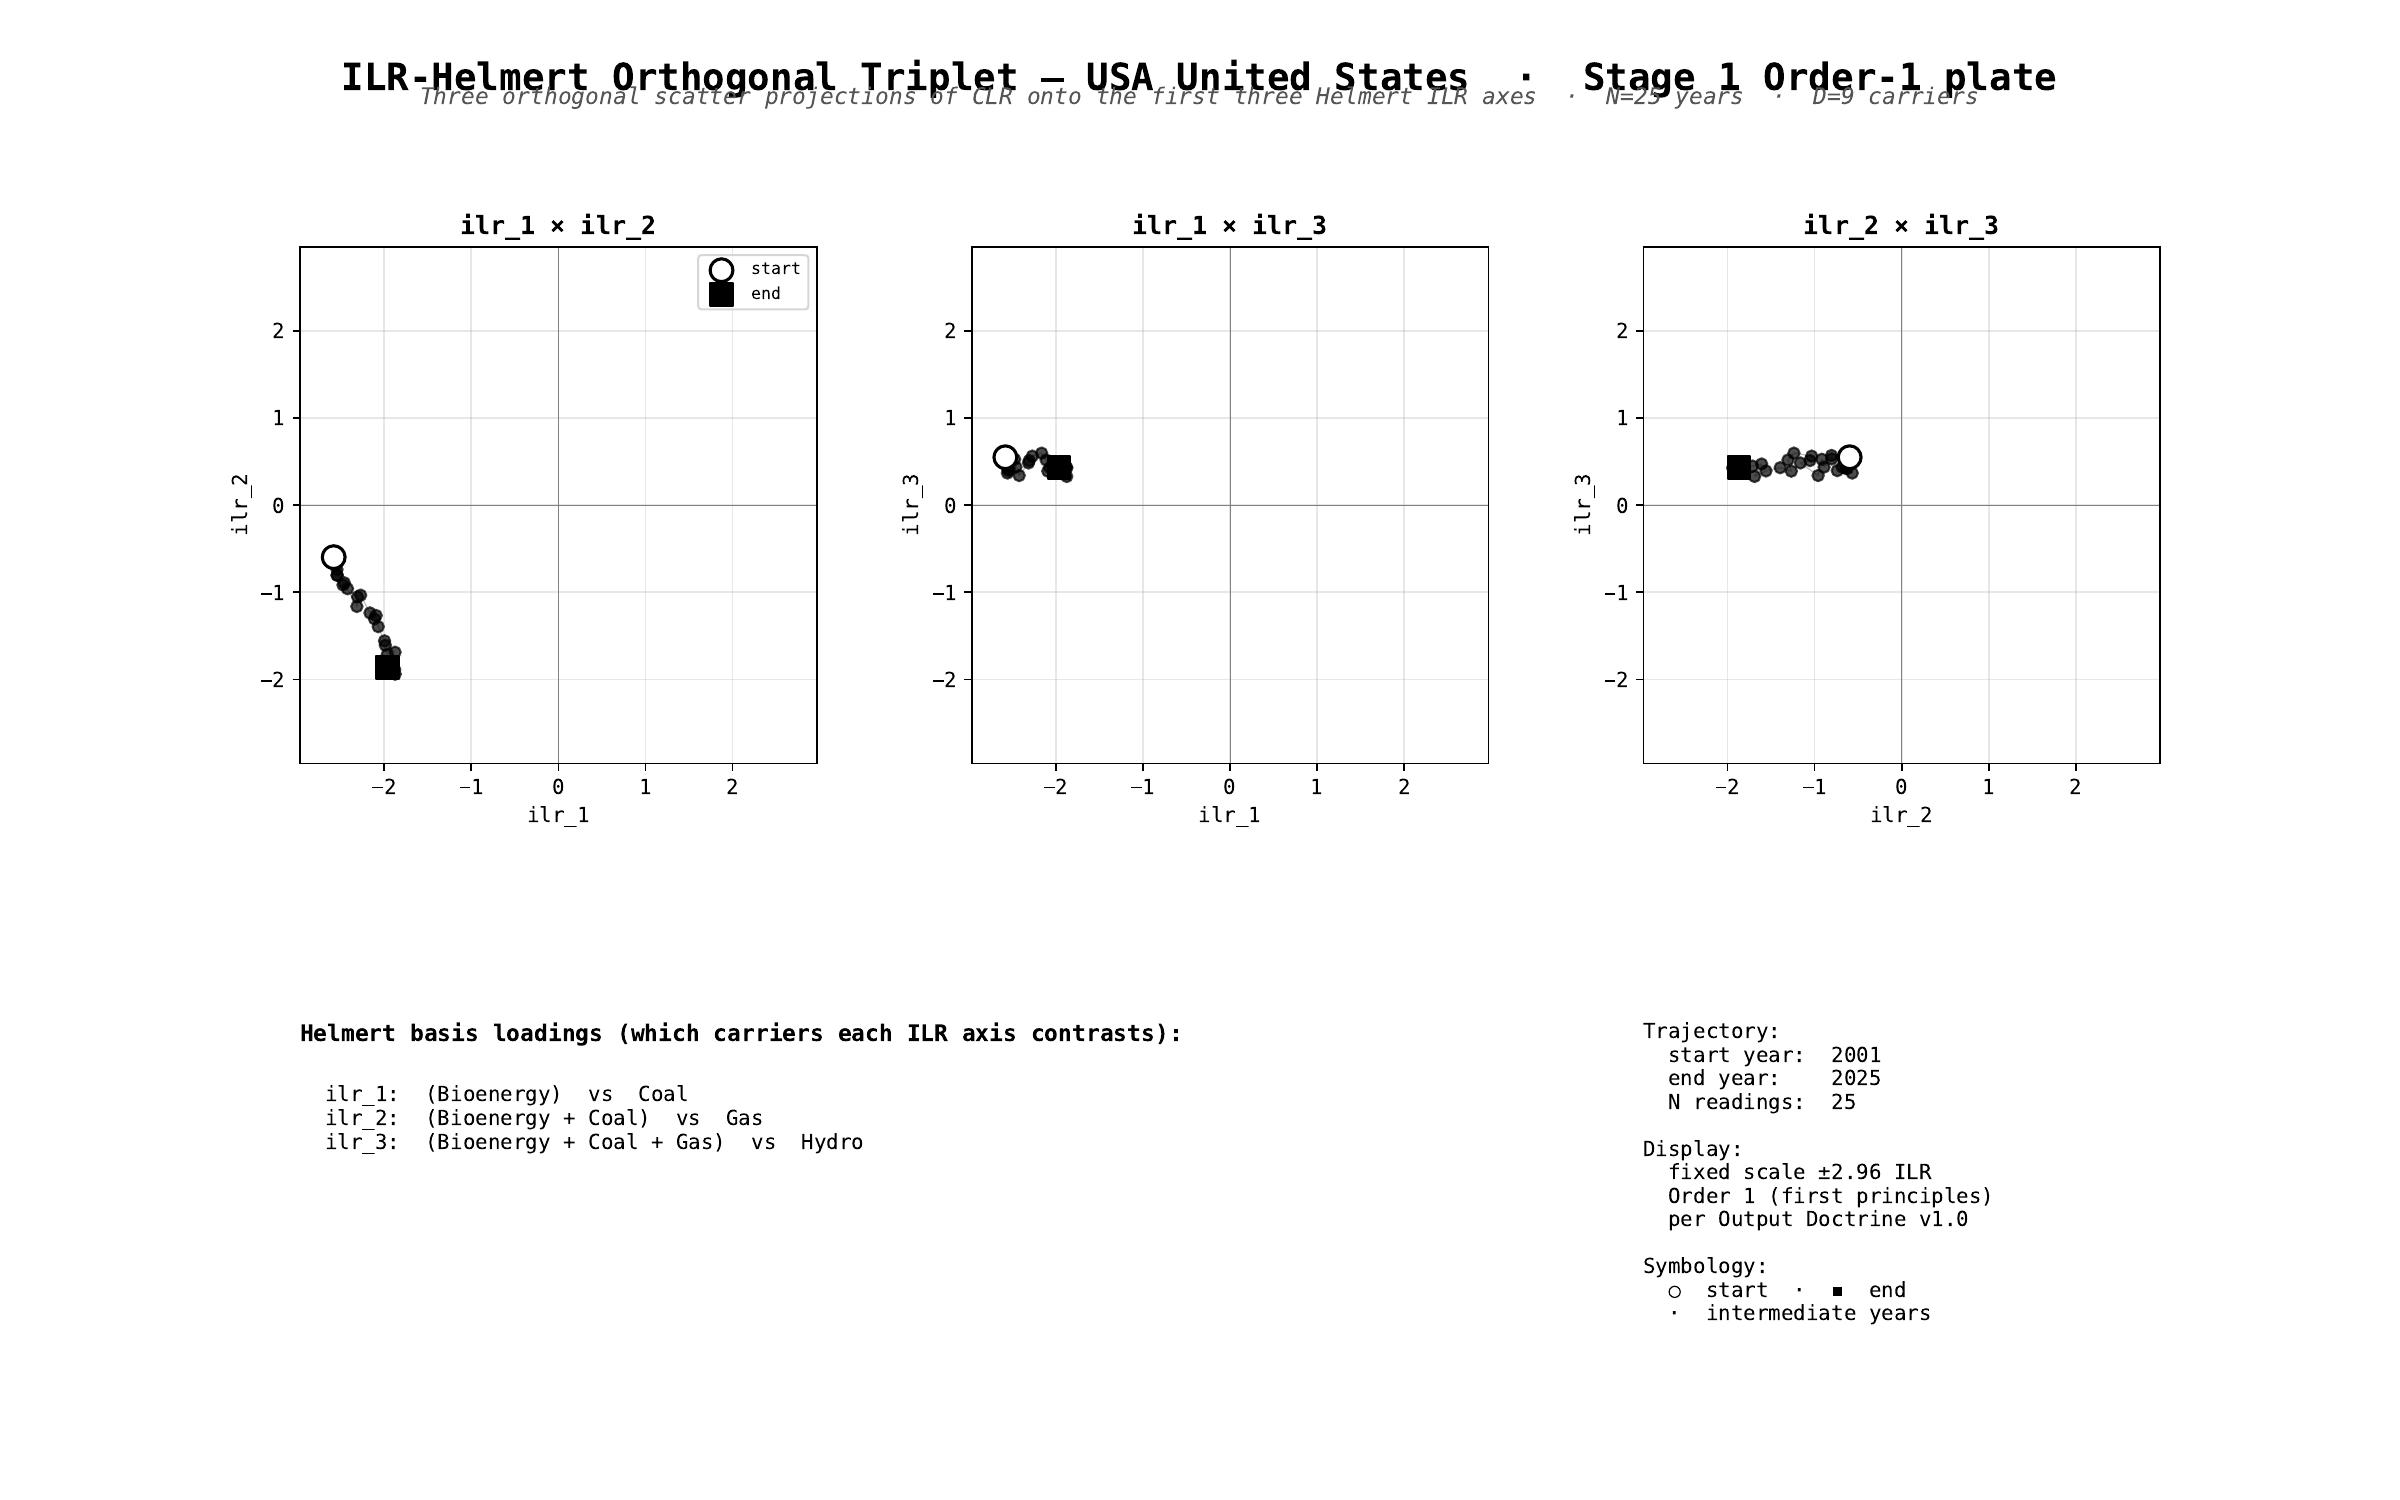 ILR-Helmert Orthogonal Triplet — USA United States · Stage 1 Order-1 plate
Three orthogonal scatter projections of CLR onto the first three Helmert ILR axes · N=25 years · D=9 carriers
ilr_1 × ilr_2
start
end
2
1
0
−1
−2
ilr_2
−2
−1
0
1
2
ilr_1
ilr_1 × ilr_3
2
1
0
−1
−2
ilr_3
−2
−1
0
1
2
ilr_1
ilr_2 × ilr_3
2
1
0
−1
−2
ilr_3
−2
−1
0
1
2
ilr_2
Helmert basis loadings (which carriers each ILR axis contrasts):
ilr_1: (Bioenergy) vs Coal
ilr_2: (Bioenergy + Coal) vs Gas
ilr_3: (Bioenergy + Coal + Gas) vs Hydro
Trajectory:
start year: 2001
end year: 2025
N readings: 25
Display:
fixed scale ±2.96 ILR
Order 1 (first principles)
per Output Doctrine v1.0
Symbology:
○ start · ▪ end
· intermediate years